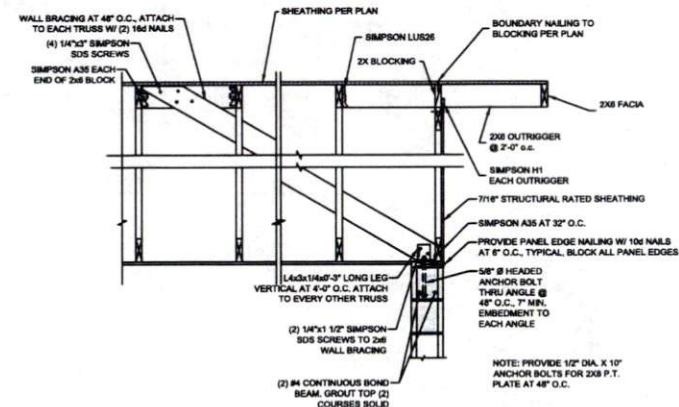 WALL BRACING AT 48" O.C., ATTACH
TO EACH TRUSS W/ (2) 16d NAILS
(4) 1/4"x3" SIMPSON
SDS SCREWS
SIMPSON A35 EACH
END OF 2x6 BLOCK
SHEATHING PER PLAN
SIMPSON LUS26
2X BLOCKING
BOUNDARY NAILING TO
BLOCKING PER PLAN
2X6 FACIA
2X6 OUTRIGGER
@ 2'-0" o.c.
SIMPSON H1
EACH OUTRIGGER
7/16" STRUCTURAL RATED SHEATHING
SIMPSON A35 AT 32" O.C.
PROVIDE PANEL EDGE NAILING W/ 10d NAILS
AT 6" O.C., TYPICAL, BLOCK ALL PANEL EDGES
L4x3x1/4x0'-3" LONG LEG
VERTICAL AT 4'-0" O.C. ATTACH
TO EVERY OTHER TRUSS
5/8" Ø HEADED
ANCHOR BOLT
THRU ANGLE @
48" O.C., 7" MIN.
EMBEDMENT TO
EACH ANGLE
(2) 1/4"x1 1/2" SIMPSON
SDS SCREWS TO 2x6
WALL BRACING
(2) #4 CONTINUOUS BOND
BEAM. GROUT TOP (2)
COURSES SOLID
NOTE: PROVIDE 1/2" DIA. X 10"
ANCHOR BOLTS FOR 2X8 P.T.
PLATE AT 48" O.C.